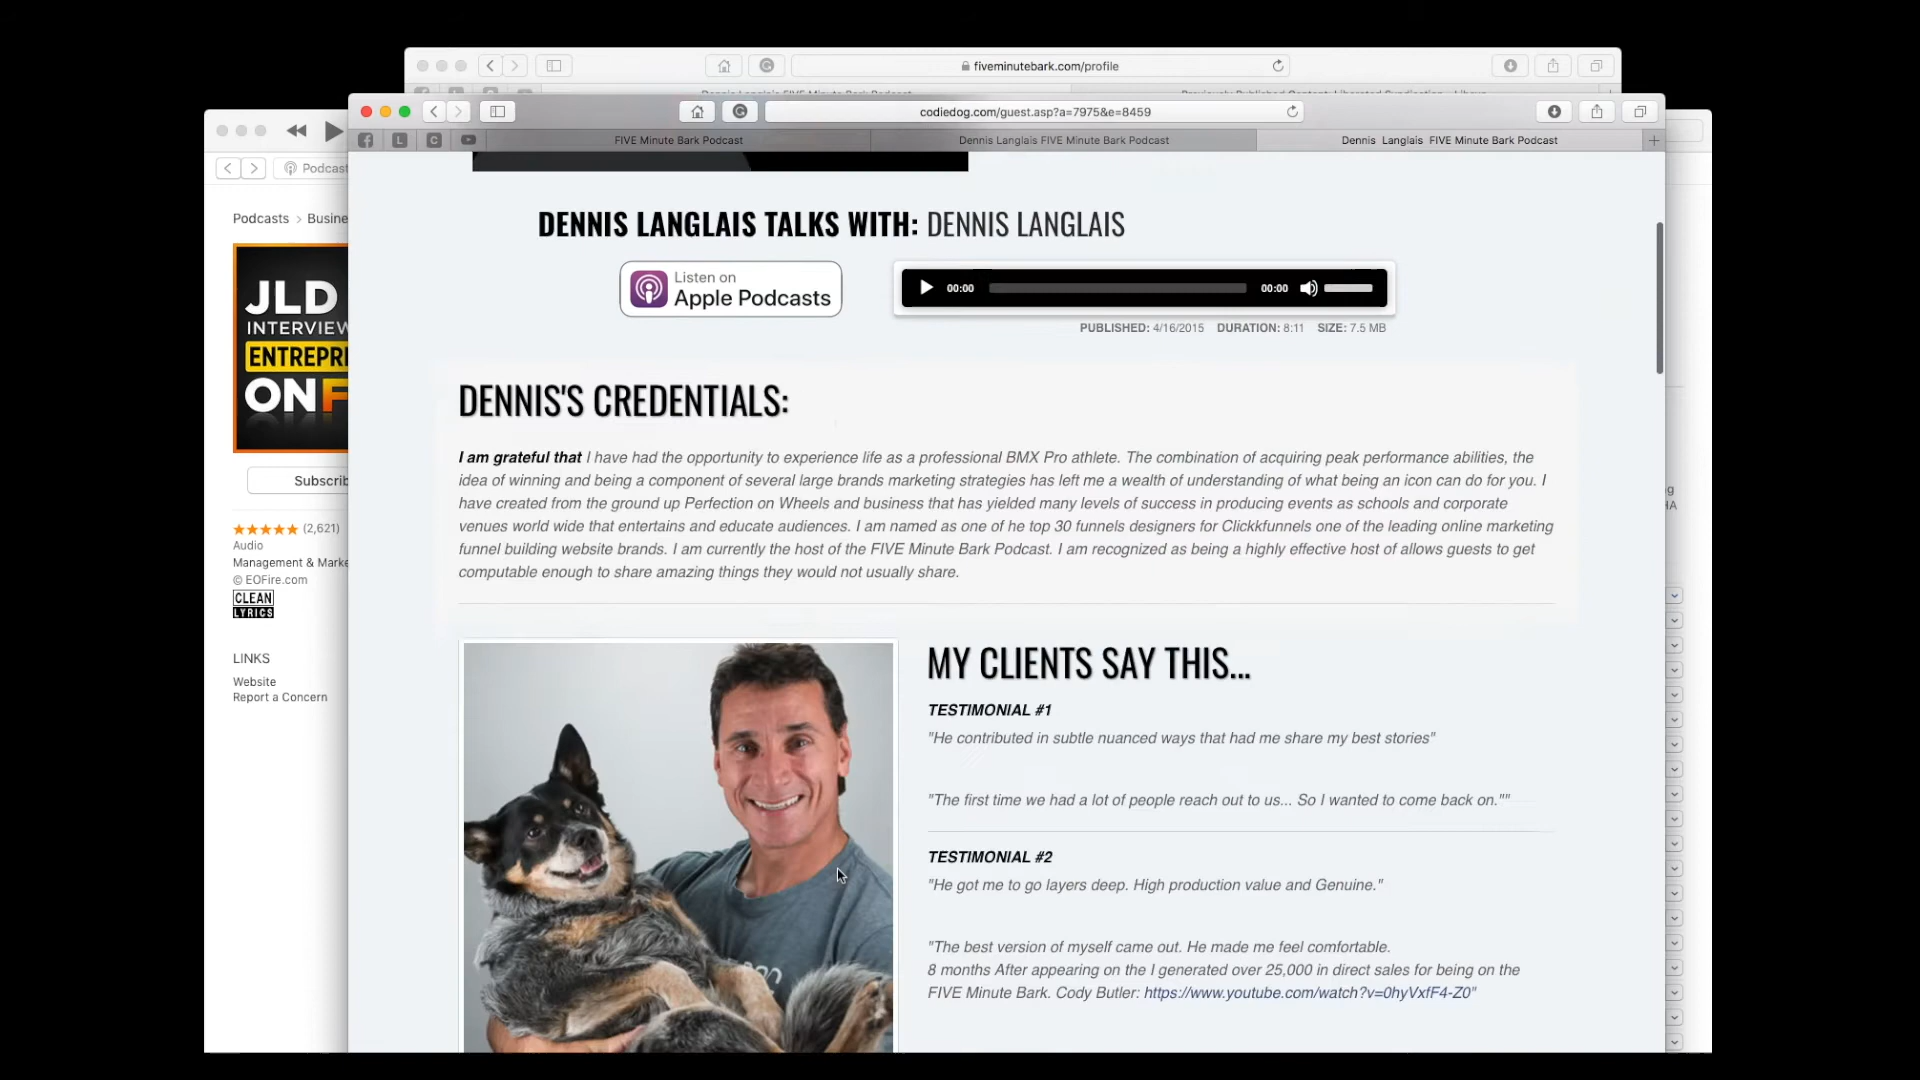 fiveminutebark.com/profile
codiedog.com/guest.asp?a=7975&e=8459
FIVE Minute Bark Podcast
Dennis Langlais FIVE Minute Bark Podcast
Dennis Langlais FIVE Minute Bark Podcast
Podcasts > Busine
JLD
INTERVIEW
ENTREPRE
ON F
Subscrib
(2,621)
Audio
Management & Marke
© EOFire.com
CLEAN
LYRICS
LINKS
Website
Report a Concern
DENNIS LANGLAIS TALKS WITH: DENNIS LANGLAIS
Listen on
Apple Podcasts
00:00 00:00
PUBLISHED: 4/16/2015 DURATION: 8:11 SIZE: 7.5 MB
DENNIS'S CREDENTIALS:
I am grateful that I have had the opportunity to experience life as a professional BMX Pro athlete. The combination of acquiring peak performance abilities, the
idea of winning and being a component of several large brands marketing strategies has left me a wealth of understanding of what being an icon can do for you. I
have created from the ground up Perfection on Wheels and business that has yielded many levels of success in producing events as schools and corporate
venues world wide that entertains and educate audiences. I am named as one of he top 30 funnels designers for Clickkfunnels one of the leading online marketing
funnel building website brands. I am currently the host of the FIVE Minute Bark Podcast. I am recognized as being a highly effective host of allows guests to get
computable enough to share amazing things they would not usually share.
MY CLIENTS SAY THIS...
TESTIMONIAL #1
"He contributed in subtle nuanced ways that had me share my best stories"
"The first time we had a lot of people reach out to us... So I wanted to come back on.""
TESTIMONIAL #2
"He got me to go layers deep. High production value and Genuine."
"The best version of myself came out. He made me feel comfortable.
8 months After appearing on the I generated over 25,000 in direct sales for being on the
FIVE Minute Bark. Cody Butler: https://www.youtube.com/watch?v=0hyVxfF4-Z0"